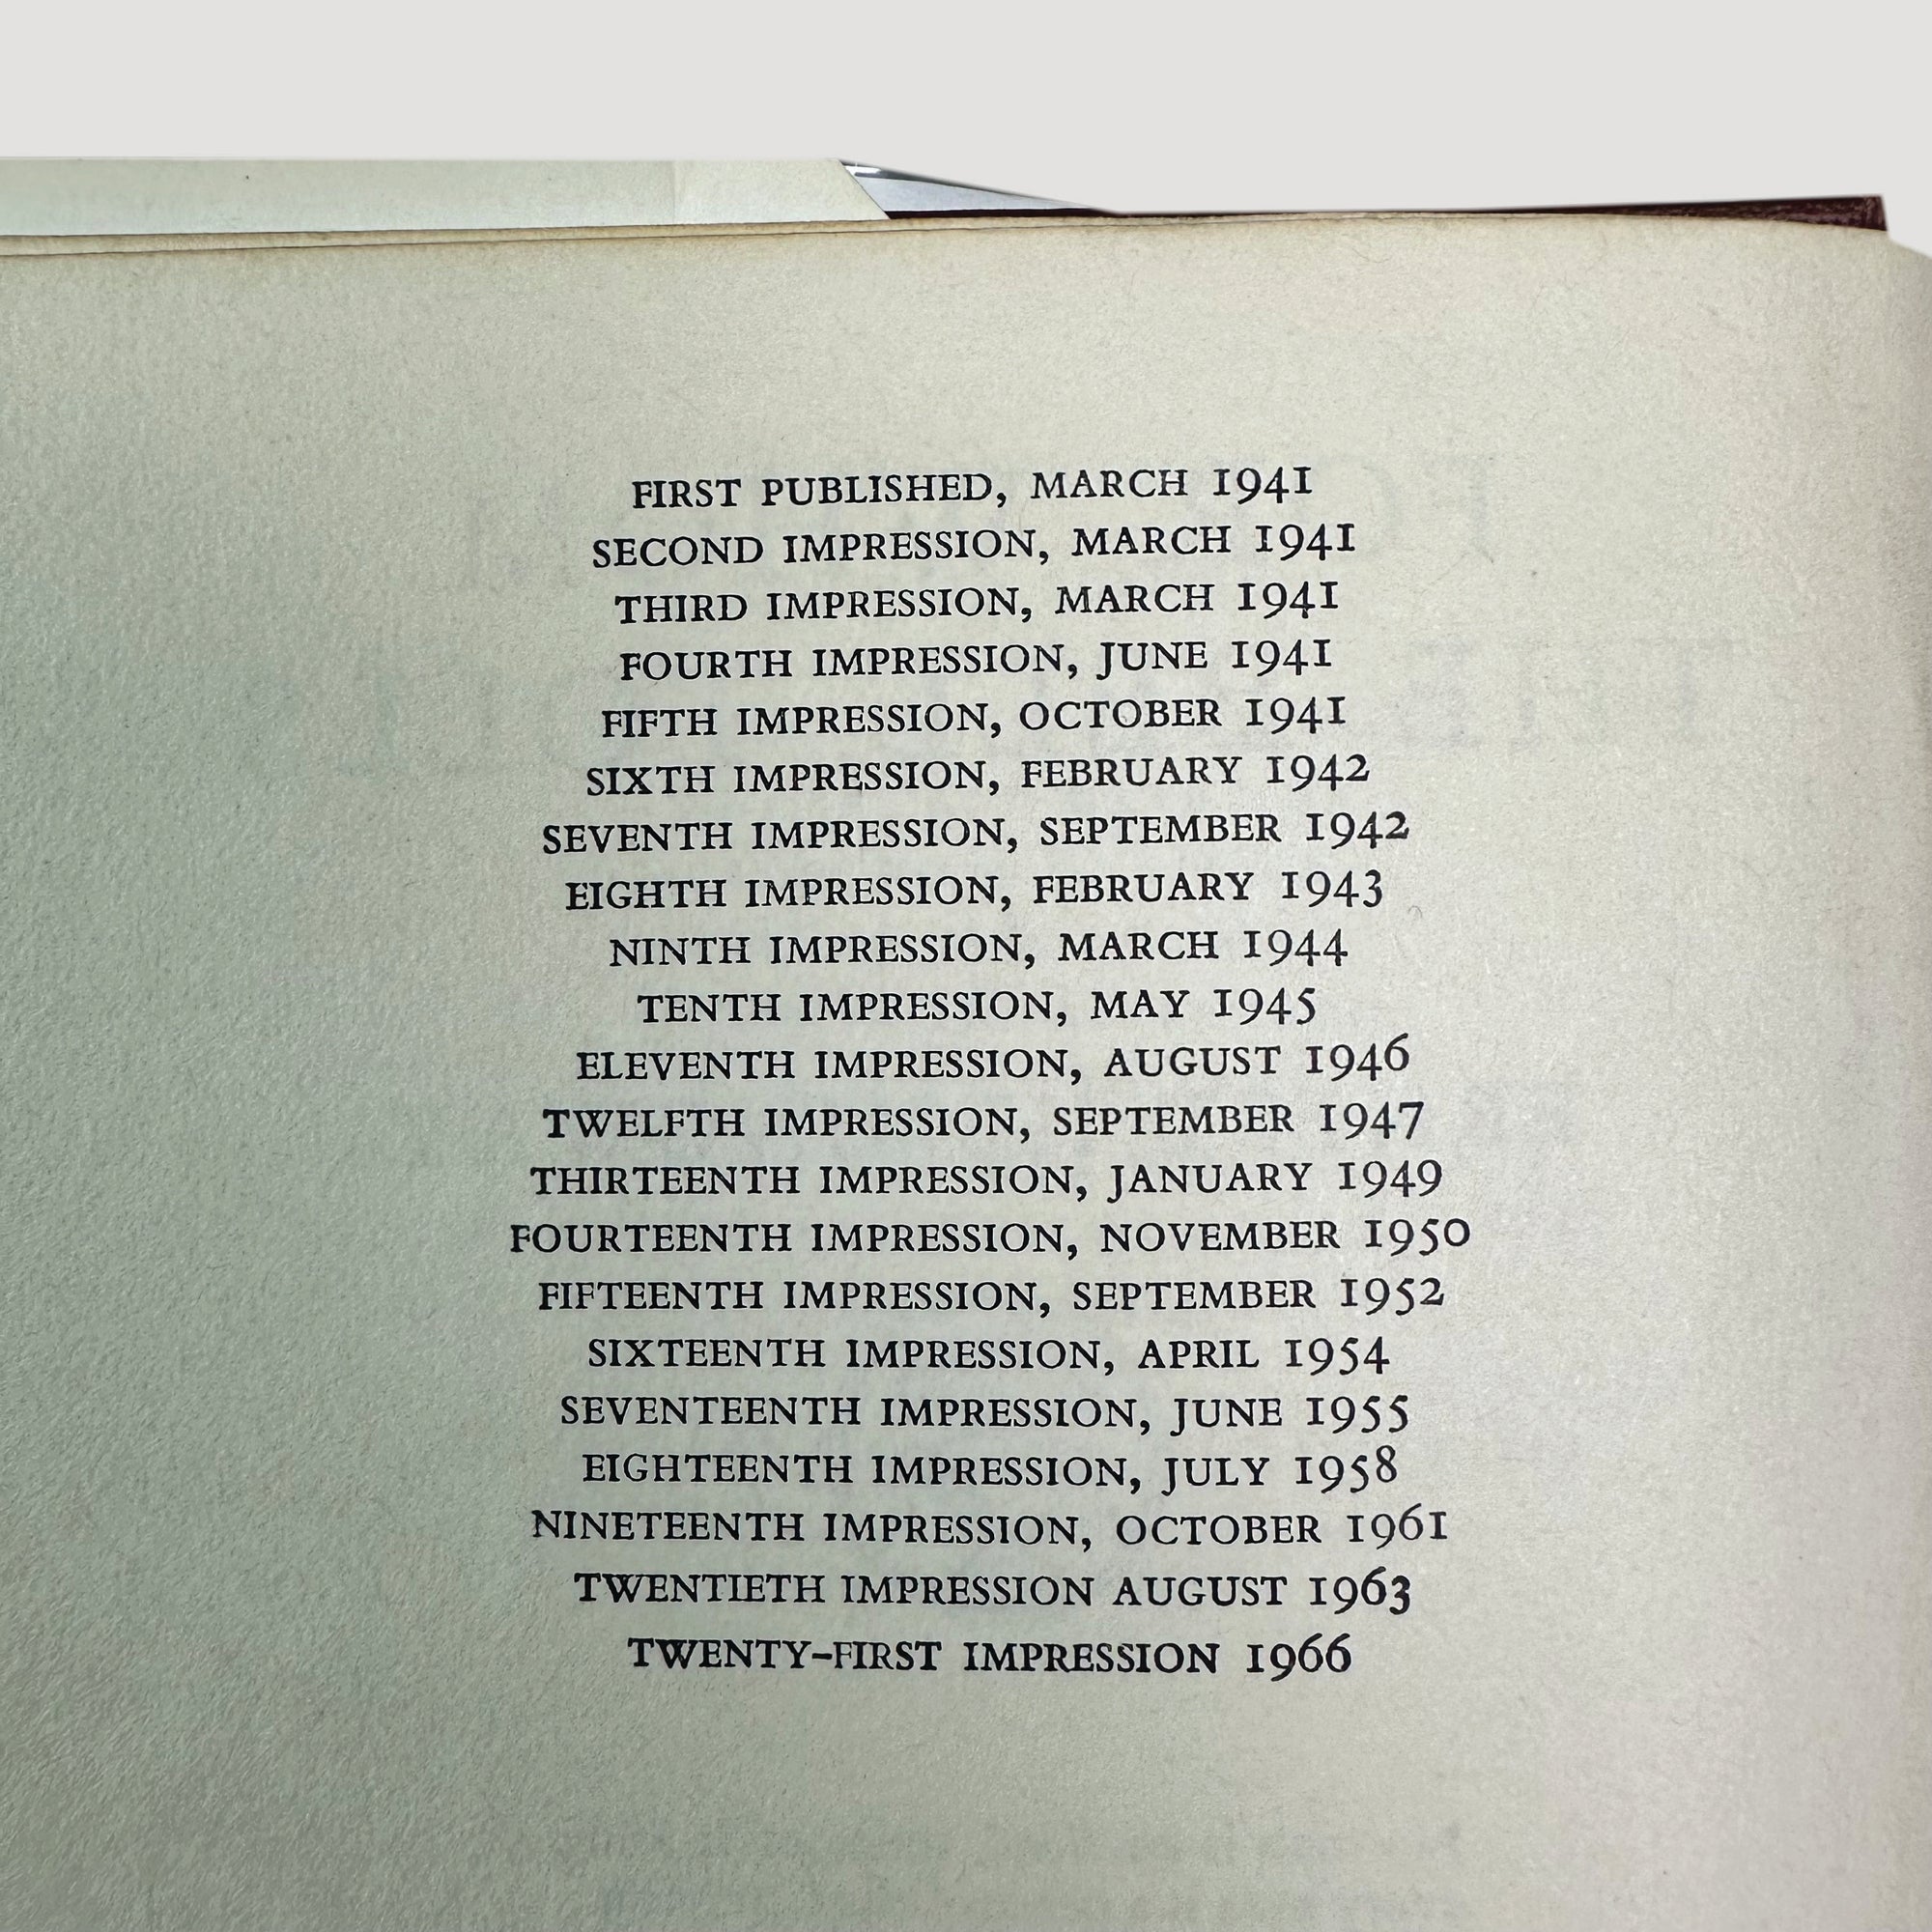 FIRST PUBLISHED, MARCH 1941
SECOND IMPRESSION, MARCH 1941
THIRD IMPRESSION, MARCH 1941
FOURTH IMPRESSION, JUNE 1941
FIFTH IMPRESSION, OCTOBER 1941
SIXTH IMPRESSION, FEBRUARY 1942
SEVENTH IMPRESSION, SEPTEMBER 1942
EIGHTH IMPRESSION, FEBRUARY 1943
NINTH IMPRESSION, MARCH 1944
TENTH IMPRESSION, MAY 1945
ELEVENTH IMPRESSION, AUGUST 1946
TWELFTH IMPRESSION, SEPTEMBER 1947
THIRTEENTH IMPRESSION, JANUARY 1949
FOURTEENTH IMPRESSION, NOVEMBER 1950
FIFTEENTH IMPRESSION, SEPTEMBER 1952
SIXTEENTH IMPRESSION, APRIL 1954
SEVENTEENTH IMPRESSION, JUNE 1955
EIGHTEENTH IMPRESSION, JULY 1958
NINETEENTH IMPRESSION, OCTOBER 1961
TWENTIETH IMPRESSION AUGUST 1963
TWENTY-FIRST IMPRESSION 1966